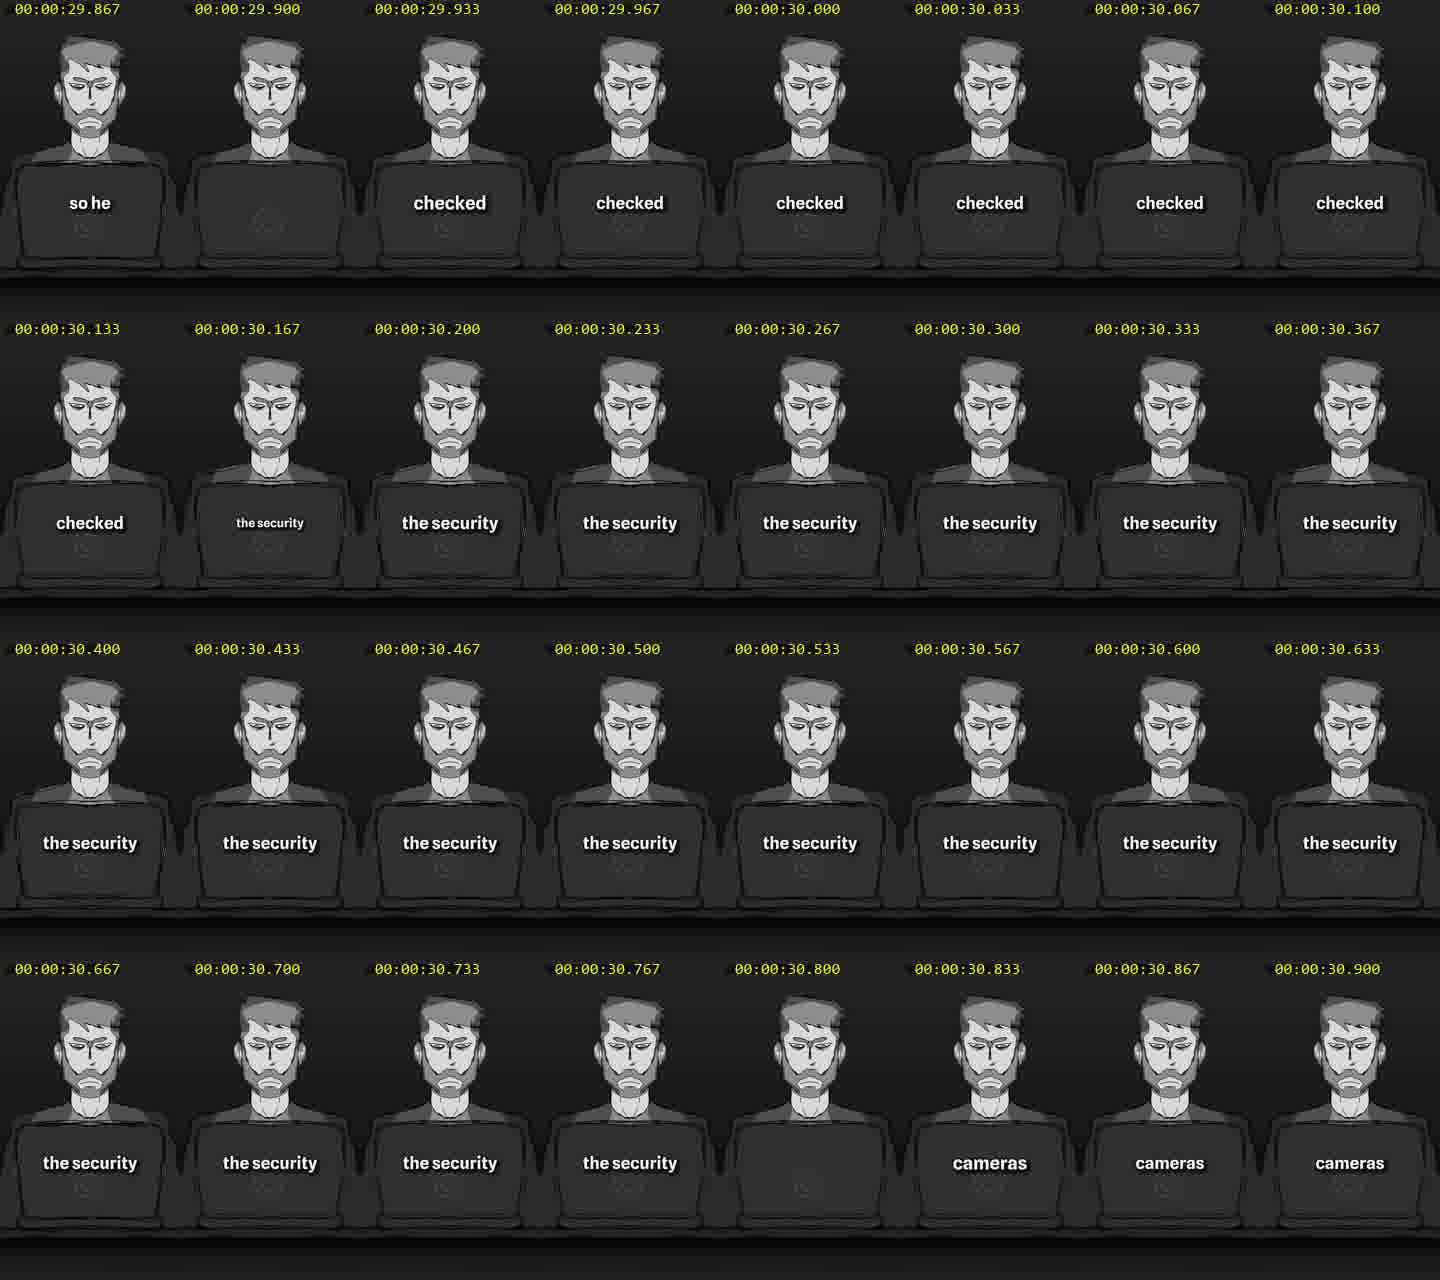 00:00:29.867 00:00:29.900 00:00:29.933 00:00:29.967 00:00:30.000 00:00:30.033 00:00:30.067 00:00:30.100
so he checked checked checked checked checked checked
00:00:30.133 00:00:30.167 00:00:30.200 00:00:30.233 00:00:30.267 00:00:30.300 00:00:30.333 00:00:30.367
checked the security the security the security the security the security the security the security
00:00:30.400 00:00:30.433 00:00:30.467 00:00:30.500 00:00:30.533 00:00:30.567 00:00:30.600 00:00:30.633
the security the security the security the security the security the security the security the security
00:00:30.667 00:00:30.700 00:00:30.733 00:00:30.767 00:00:30.800 00:00:30.833 00:00:30.867 00:00:30.900
the security the security the security the security cameras cameras cameras